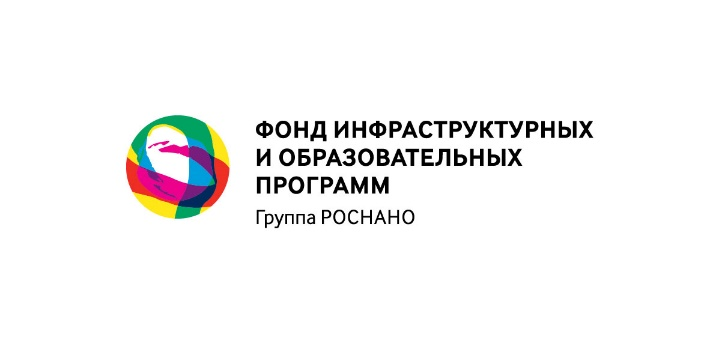 ФОНД ИНФРАСТРУКТУРНЫХ
И ОБРАЗОВАТЕЛЬНЫХ
ПРОГРАММ
Группа РОСНАНО